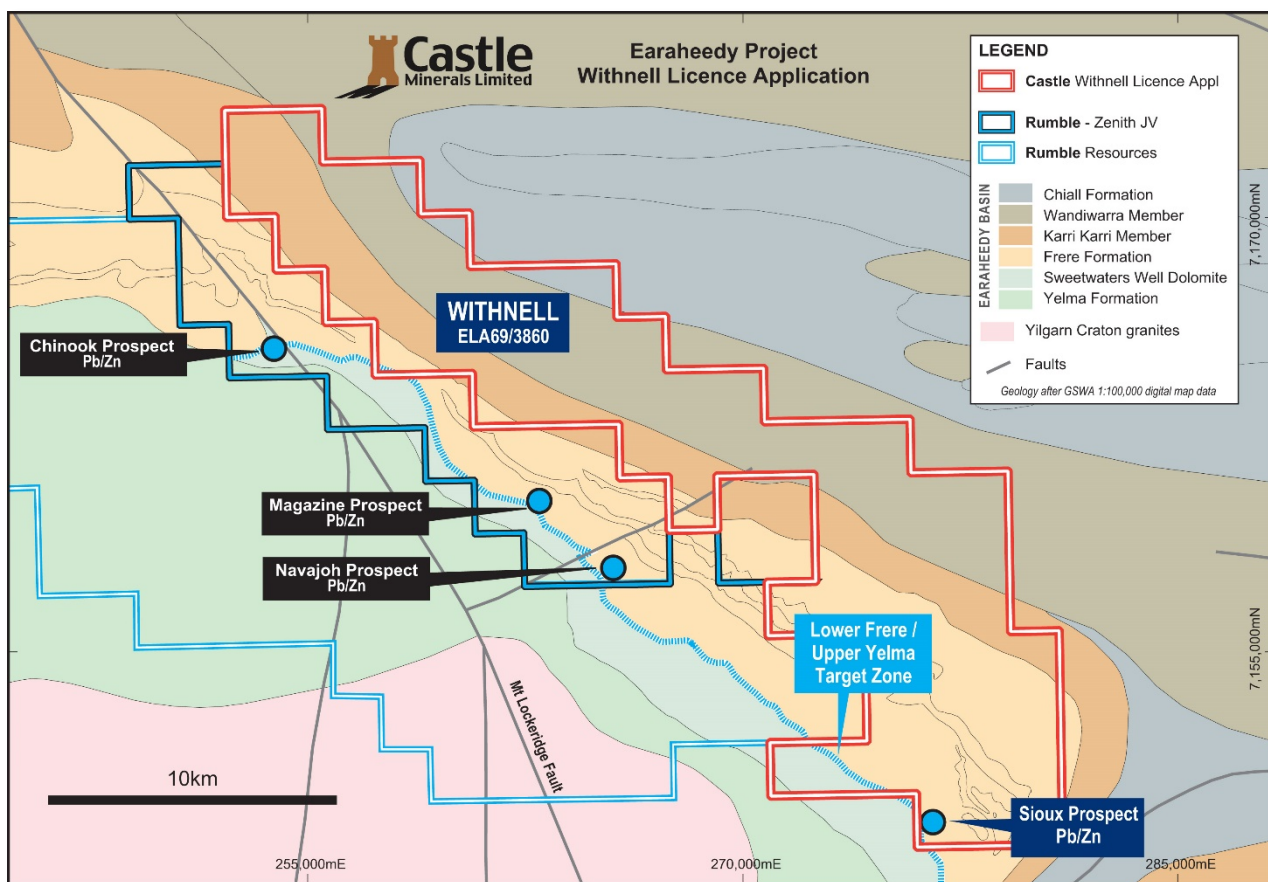 Castle
Minerals Limited
Earaheedy Project
Withnell Licence Application
LEGEND
Castle Withnell Licence Appl
Rumble - Zenith JV
Rumble Resources
EARAHEEDY BASIN
Chiall Formation
Wandiwarra Member
Karri Karri Member
Frere Formation
Sweetwaters Well Dolomite
Yelma Formation
Yilgarn Craton granites
Faults
Geology after GSWA 1:100,000 digital map data
7,170,000mN
WITHNELL
ELA69/3860
Chinook Prospect
Pb/Zn
Magazine Prospect
Pb/Zn
Navajoh Prospect
Pb/Zn
Lower Frere /
Upper Yelma
Target Zone
7,155,000mN
Mt Lockeridge Fault
10km
Sioux Prospect
Pb/Zn
255,000mE
270,000mE
285,000mE